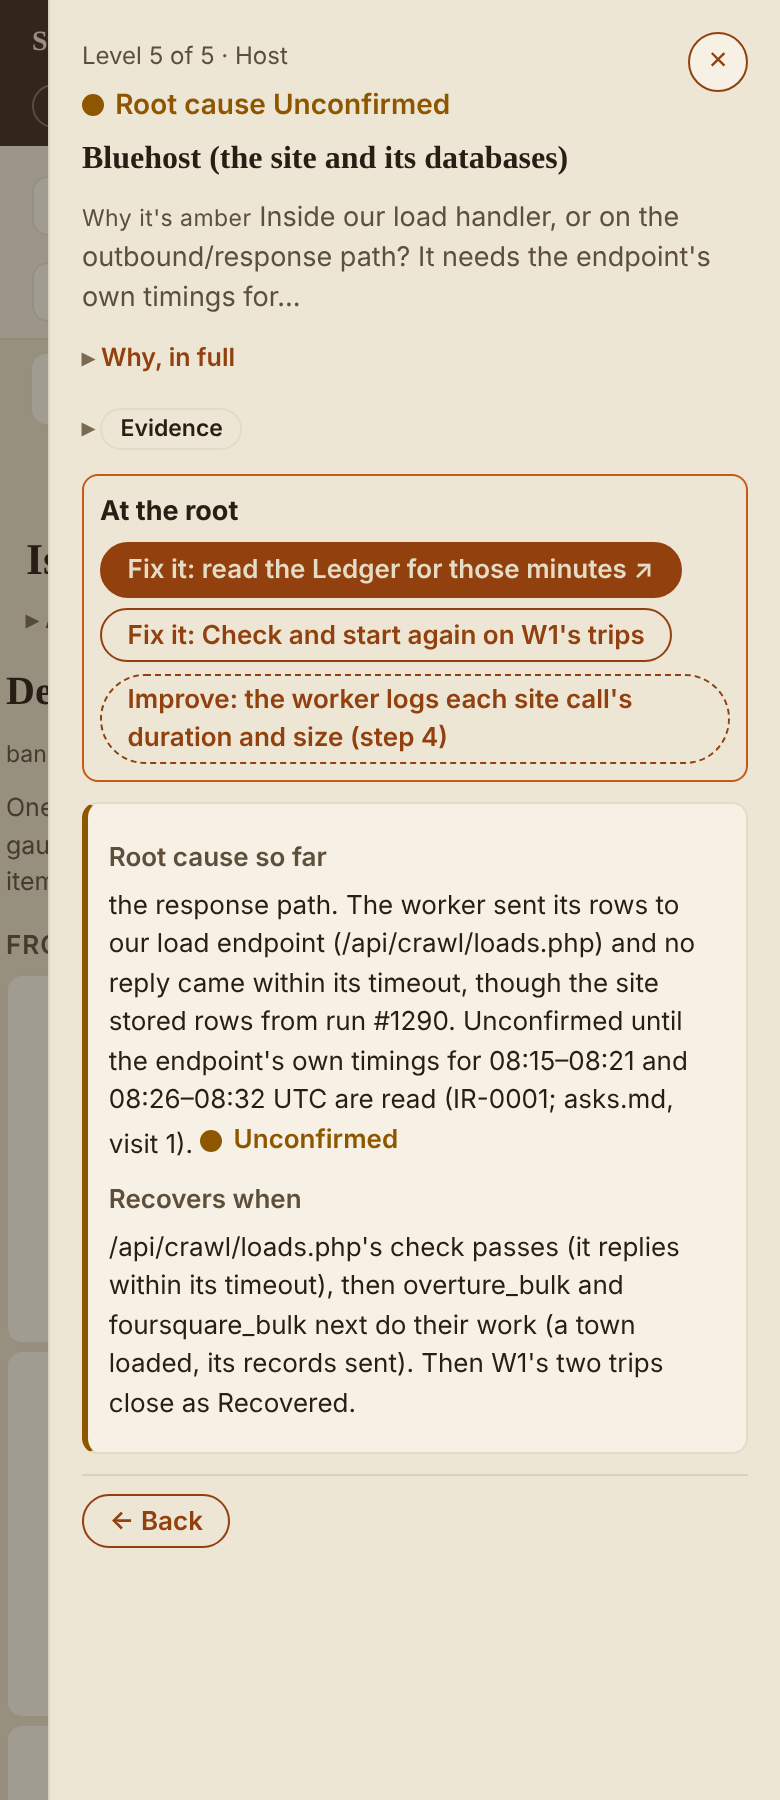 Level 5 of 5 · Host
×
Root cause Unconfirmed
Bluehost (the site and its databases)
Why it's amber Inside our load handler, or on the
outbound/response path? It needs the endpoint's
own timings for...
▸ Why, in full
▸ Evidence
At the root
Fix it: read the Ledger for those minutes ↗
Fix it: Check and start again on W1's trips
Improve: the worker logs each site call's
duration and size (step 4)
Root cause so far
the response path. The worker sent its rows to
our load endpoint (/api/crawl/loads.php) and no
reply came within its timeout, though the site
stored rows from run #1290. Unconfirmed until
the endpoint's own timings for 08:15–08:21 and
08:26–08:32 UTC are read (IR-0001; asks.md,
visit 1). Unconfirmed
Recovers when
/api/crawl/loads.php's check passes (it replies
within its timeout), then overture_bulk and
foursquare_bulk next do their work (a town
loaded, its records sent). Then W1's two trips
close as Recovered.
← Back
S
Is
De
ban
One
gau
item